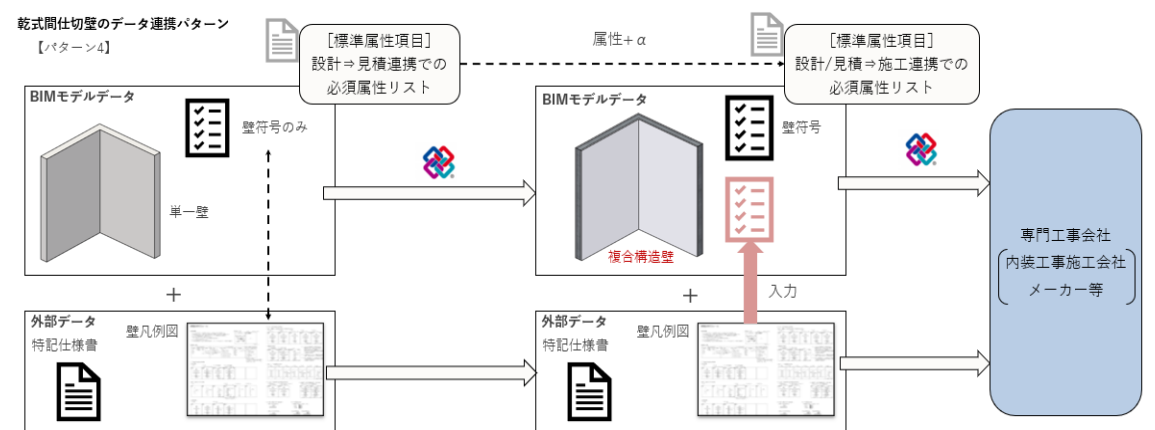 乾式間仕切壁のデータ連携パターン
【パターン4】
[標準属性項目]
設計⇒見積連携での
必須属性リスト
属性+α
[標準属性項目]
設計/見積⇒施工連携での
必須属性リスト
BIMモデルデータ
壁符号のみ
単一壁
BIMモデルデータ
壁符号
複合構造壁
専門工事会社
内装工事施工会社
メーカー等
+
+
入力
外部データ
特記仕様書
壁凡例図
外部データ
特記仕様書
壁凡例図